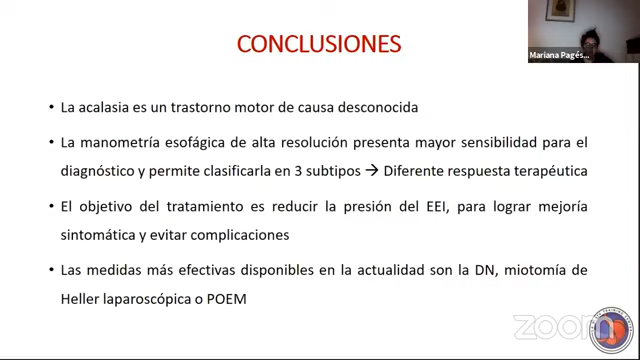 CONCLUSIONES
Mariana Pagés...
• La acalasia es un trastorno motor de causa desconocida
• La manometría esofágica de alta resolución presenta mayor sensibilidad para el
diagnóstico y permite clasificarla en 3 subtipos → Diferente respuesta terapéutica
• El objetivo del tratamiento es reducir la presión del EEI, para lograr mejoría
sintomática y evitar complicaciones
• Las medidas más efectivas disponibles en la actualidad son la DN, miotomía de
Heller laparoscópica o POEM
zoom